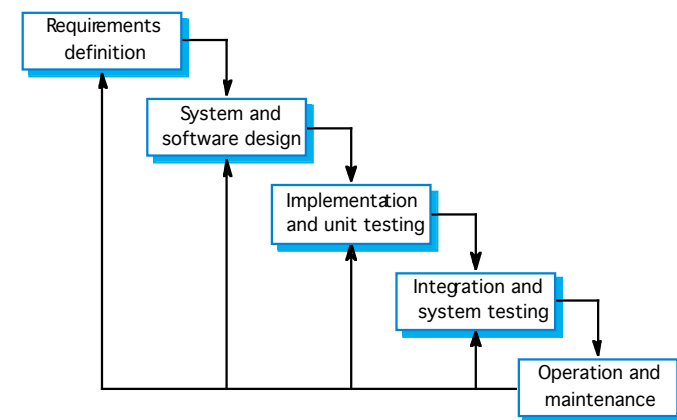 Requirements
definition
System and
software design
Implementation
and unit testing
Integration and
system testing
Operation and
maintenance